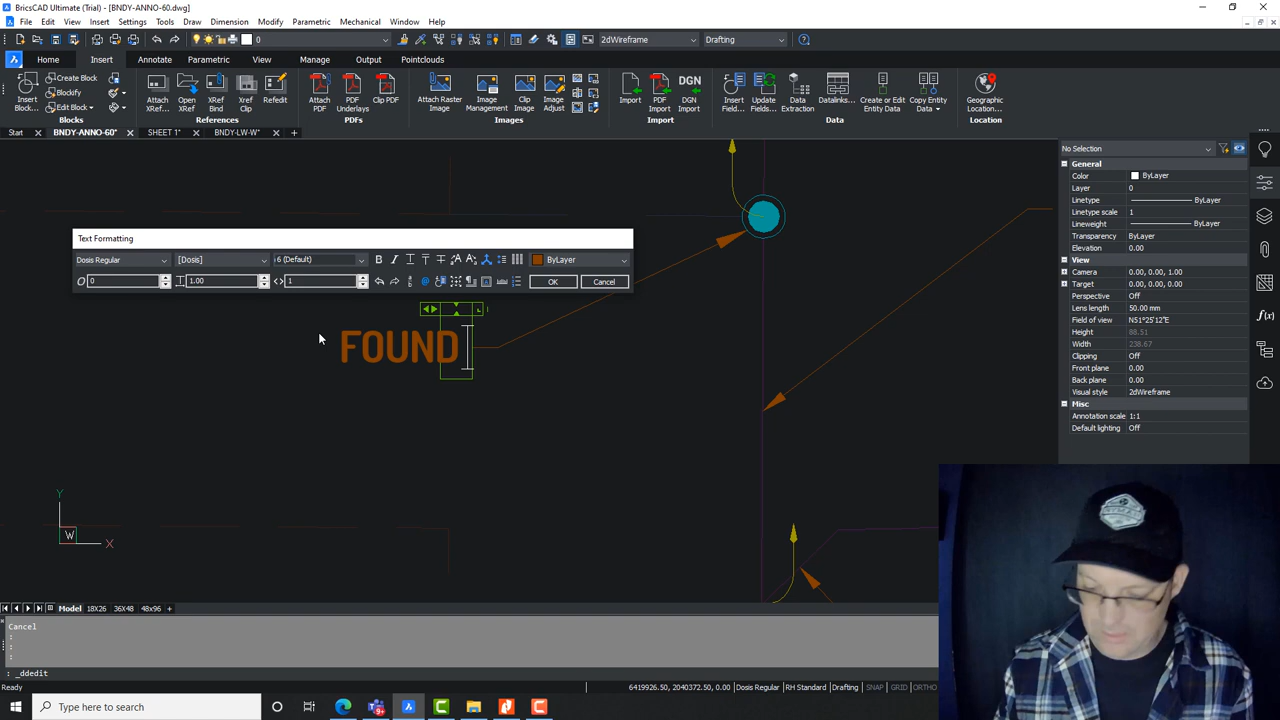 BricsCAD Ultimate (Trial) - [BNDY-60.dwg]
File Edit View Insert Settings Tools Draw Dimension Modify Parametric Mechanical Window Help
0 2dWireframe Drafting
Home Insert Annotate Parametric View Manage Output Pointclouds
Insert Block... Create Block Blockify Edit Block
Attach XRef Open XRef Xref Clip Refedit
Attach PDF PDF Underlays Clip PDF
Attach Raster Image Image Management Clip Image Image Adjust
Import PDF Import DGN DGN Import
Insert Field... Update Fields... Data Extraction Datalinks... Create or Edit Entity Data Copy Entity Data
Geographic Location
Blocks References PDFs Images Import Data Location
Start BNDY-ANNO-60* SHEET 1* BNDY-LW-W*
No Selection
General
Color ByLayer
Layer 0
Linetype ByLayer
Linetype scale 1
Lineweight ByLayer
Transparency ByLayer
Elevation 0.00
View
Camera 0.00, 0.00, 1.00
Target 0.00, 0.00, 0.00
Perspective Off
Lens length 50.00 mm
Field of view N51°25'12"E
Height 88.51
Width 238.67
Clipping Off
Front plane 0.00
Back plane 0.00
Visual style 2dWireframe
Misc
Annotation scale 1:1
Default lighting Off
Text Formatting
Dosis Regular [Dosis] 6 (Default) ByLayer
0 1.00 1 OK Cancel
FOUND
Y
W X
Model 18X26 36X48 48x96
Cancel
:
:
:
: _ddedit
Ready 6419926.50, 2040372.50, 0.00 Dosis Regular RH Standard Drafting SNAP GRID ORTHO
Type here to search